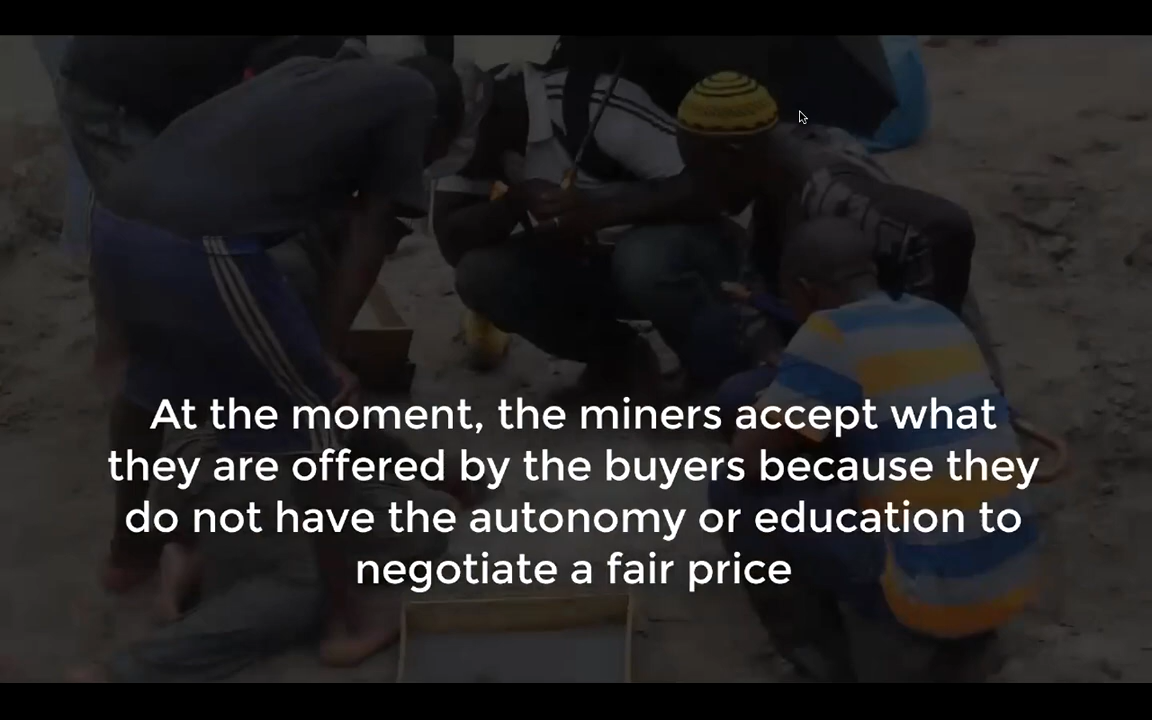 At the moment, the miners accept what
they are offered by the buyers because they
do not have the autonomy or education to
negotiate a fair price